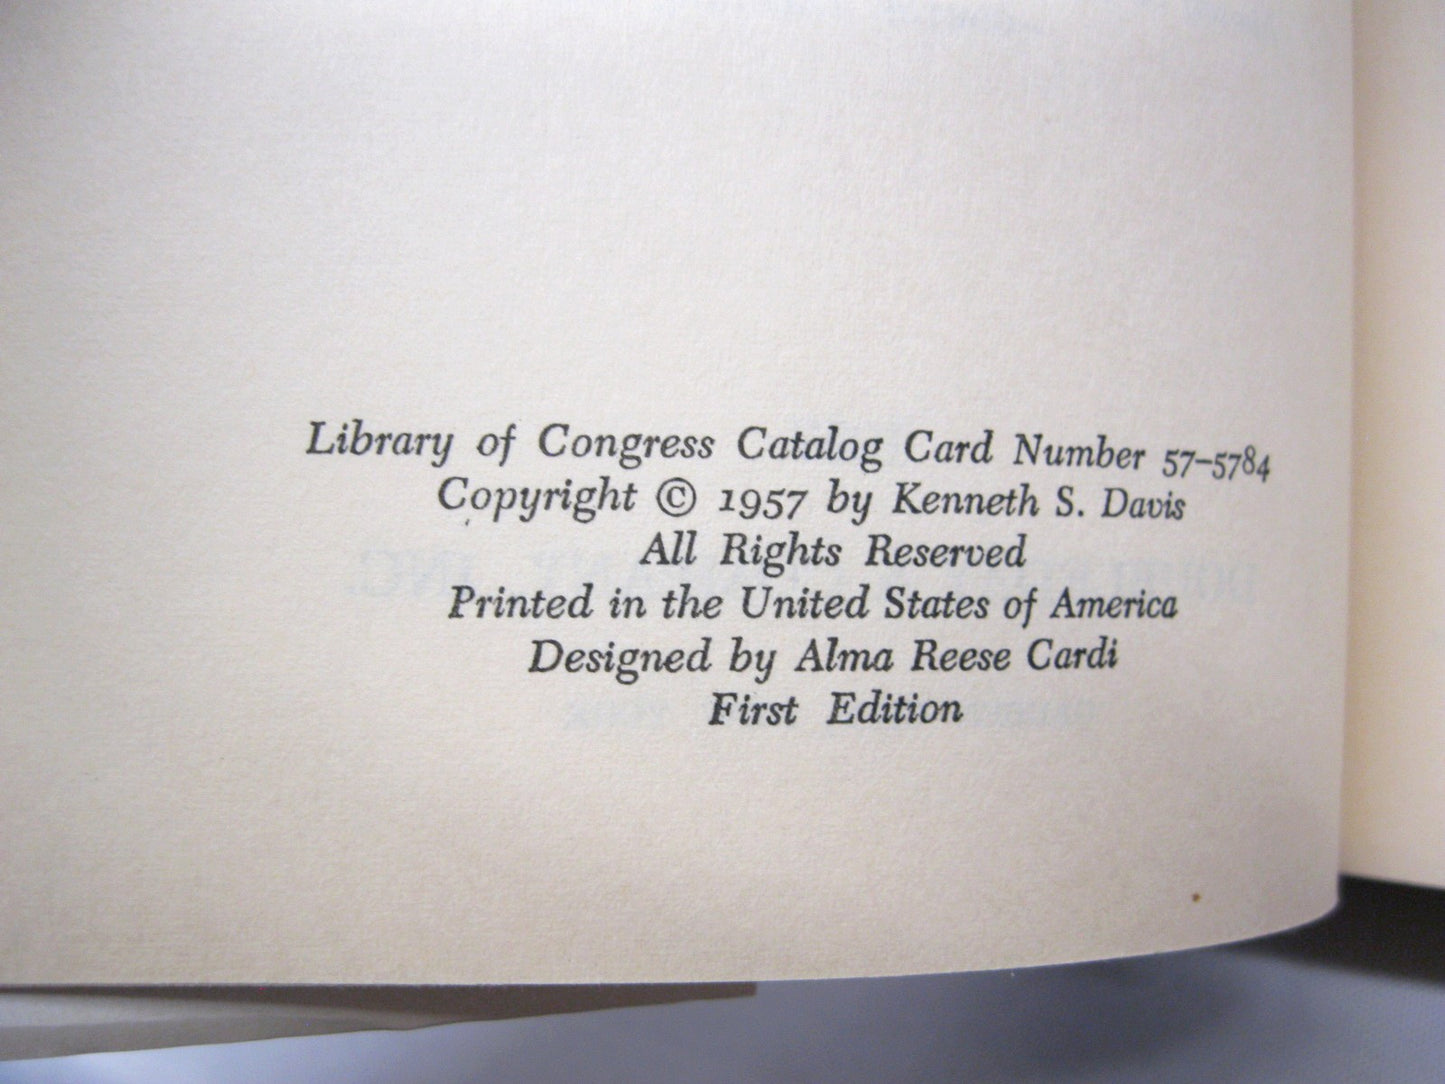 Library of Congress Catalog Card Number 57–5784
Copyright © 1957 by Kenneth S. Davis
All Rights Reserved
Printed in the United States of America
Designed by Alma Reese Cardi
First Edition